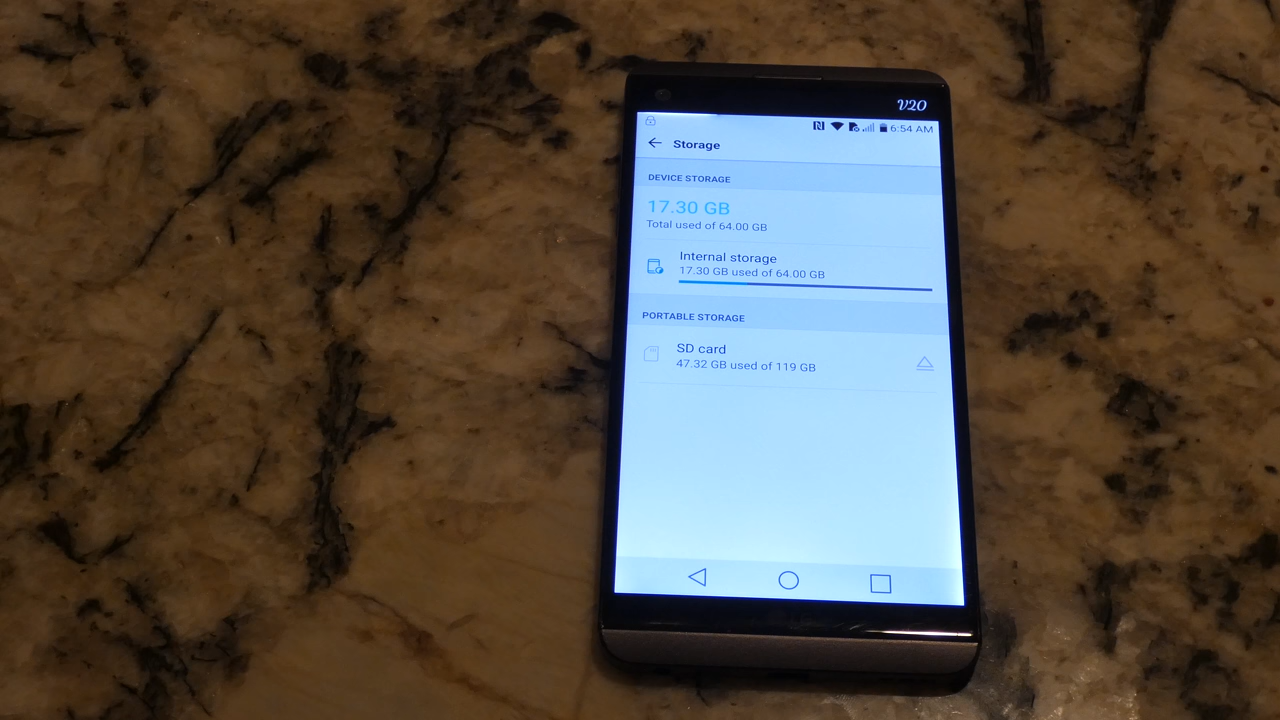 V20
6:54 AM
Storage
DEVICE STORAGE
17.30 GB
Total used of 64.00 GB
Internal storage
17.30 GB used of 64.00 GB
PORTABLE STORAGE
SD card
47.32 GB used of 119 GB